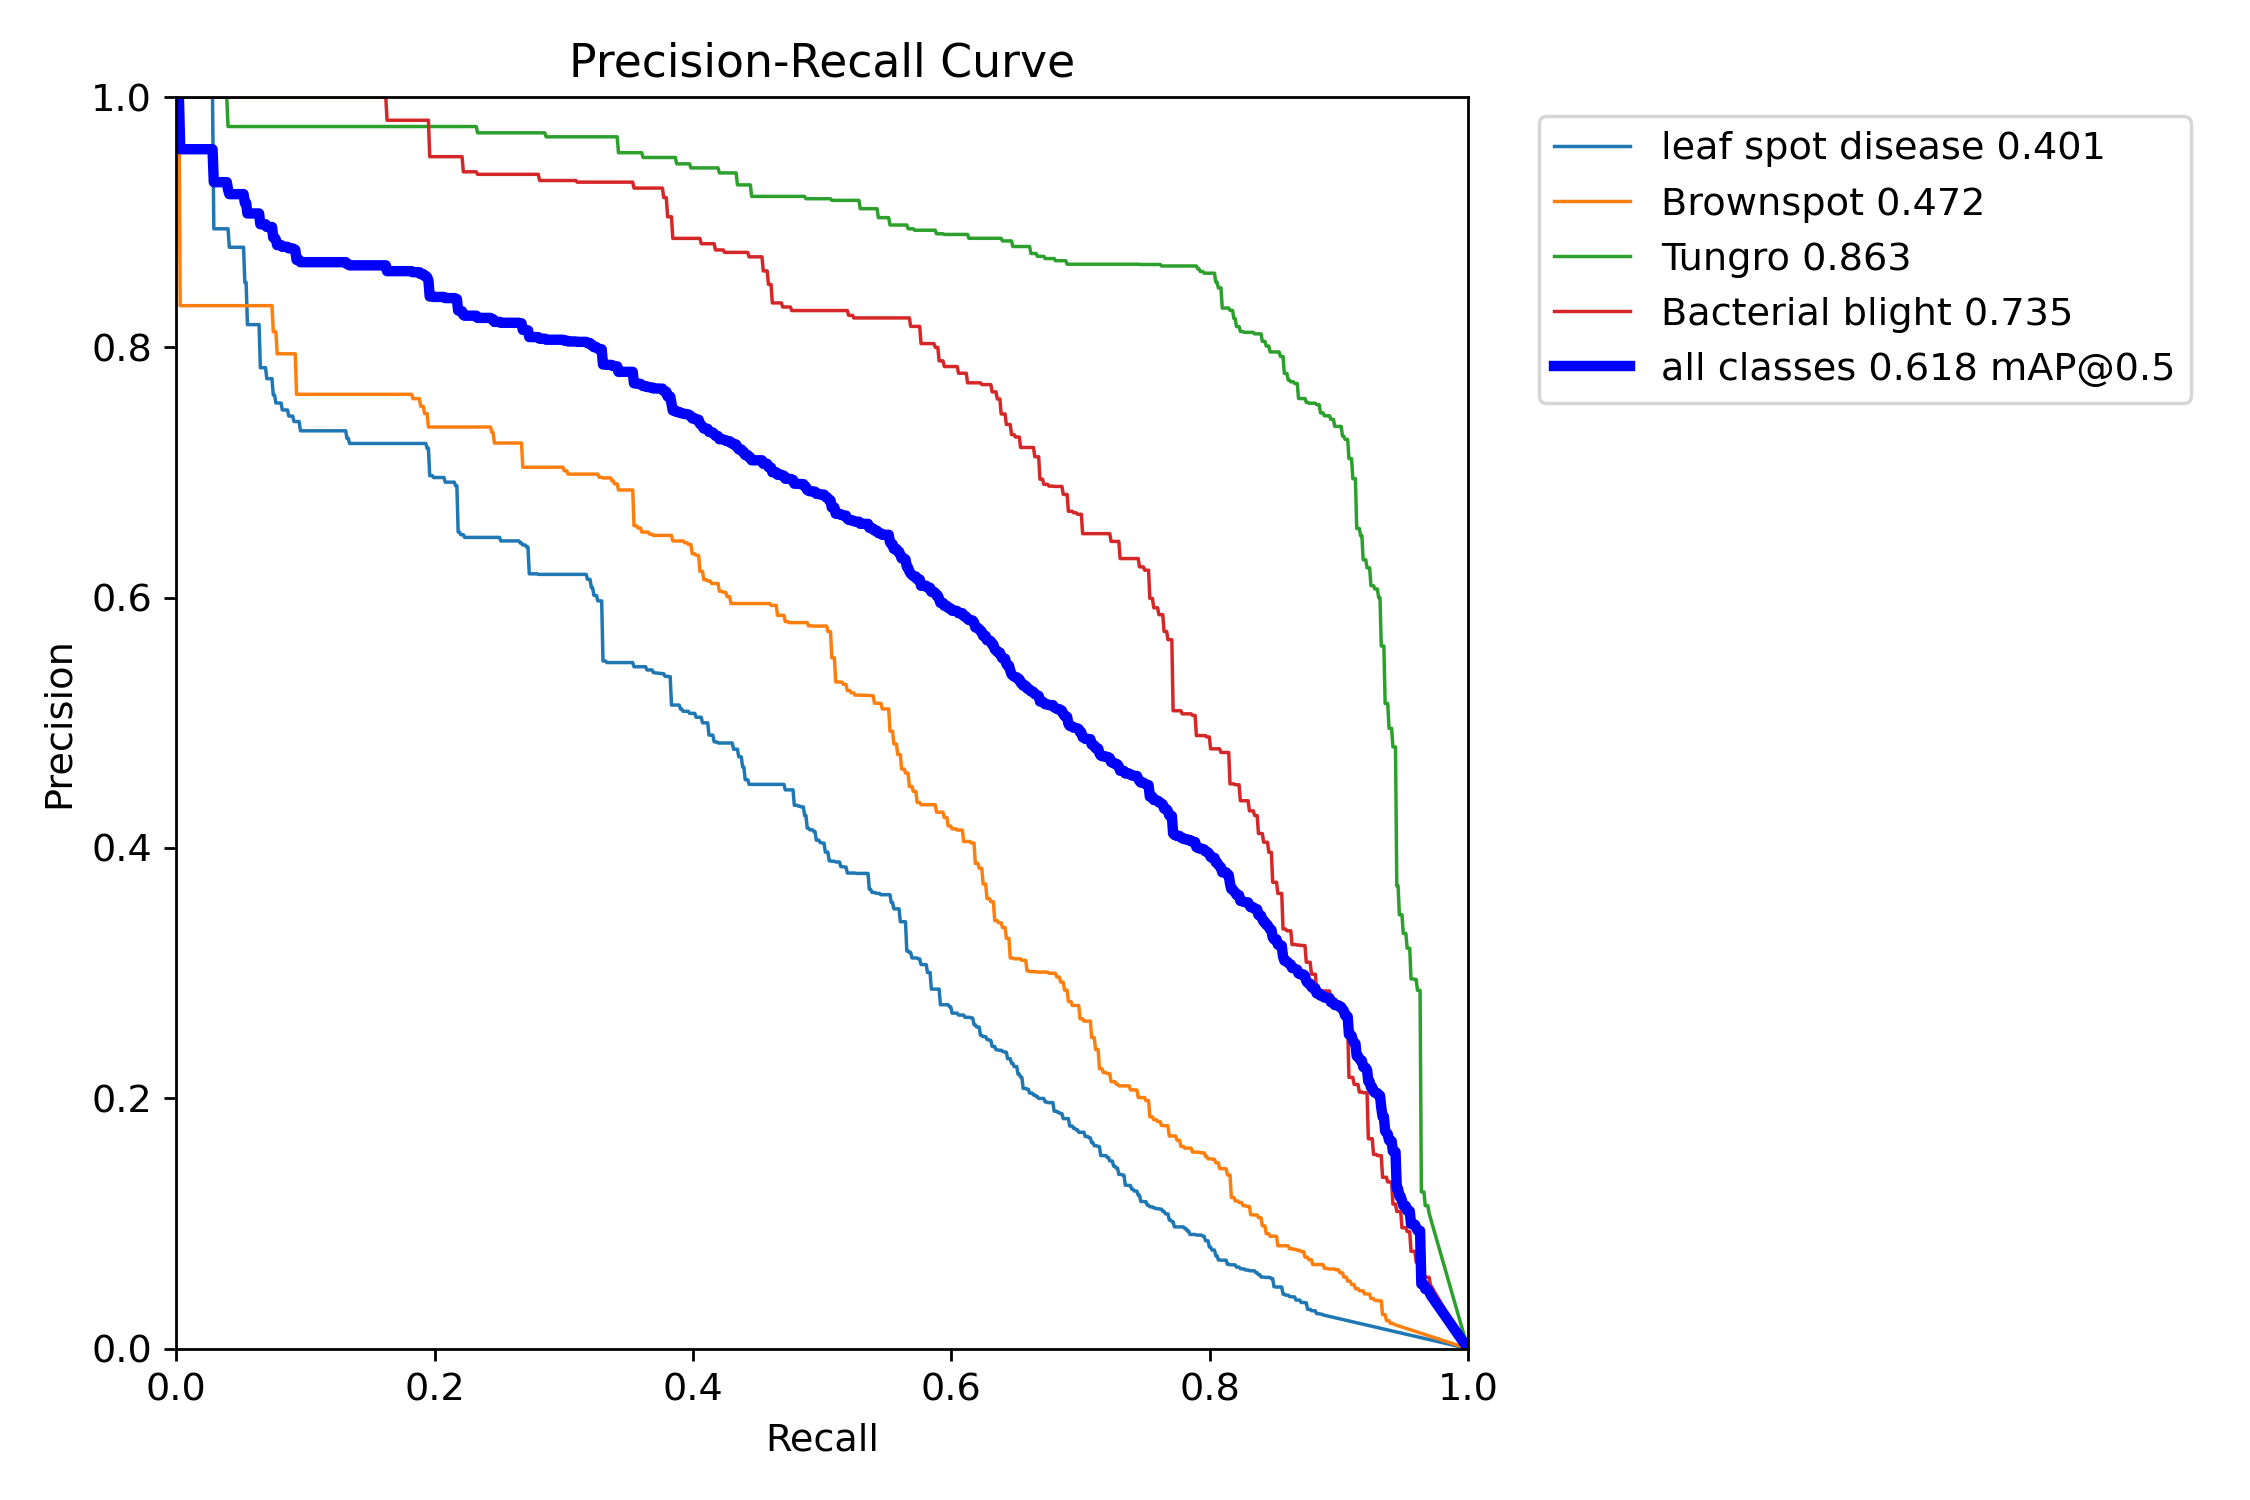 Precision-Recall Curve
1.0
0.8
0.6
0.4
0.2
0.0
Precision
0.0 0.2 0.4 0.6 0.8 1.0
Recall
leaf spot disease 0.401
Brownspot 0.472
Tungro 0.863
Bacterial blight 0.735
all classes 0.618 mAP@0.5